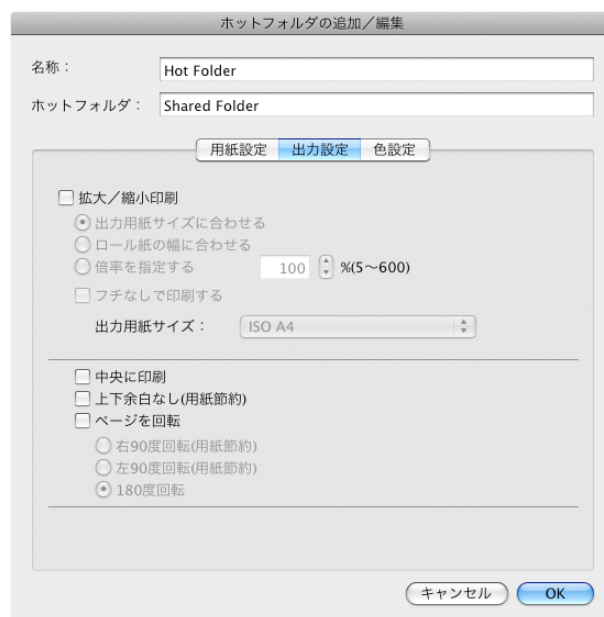 ホットフォルダの追加／編集
名称：
Hot Folder
ホットフォルダ：
Shared Folder
用紙設定 出力設定 色設定
拡大／縮小印刷
出力用紙サイズに合わせる
ロール紙の幅に合わせる
倍率を指定する 100 %(5〜600)
フチなしで印刷する
出力用紙サイズ： ISO A4
中央に印刷
上下余白なし(用紙節約)
ページを回転
右90度回転(用紙節約)
左90度回転(用紙節約)
180度回転
キャンセル OK